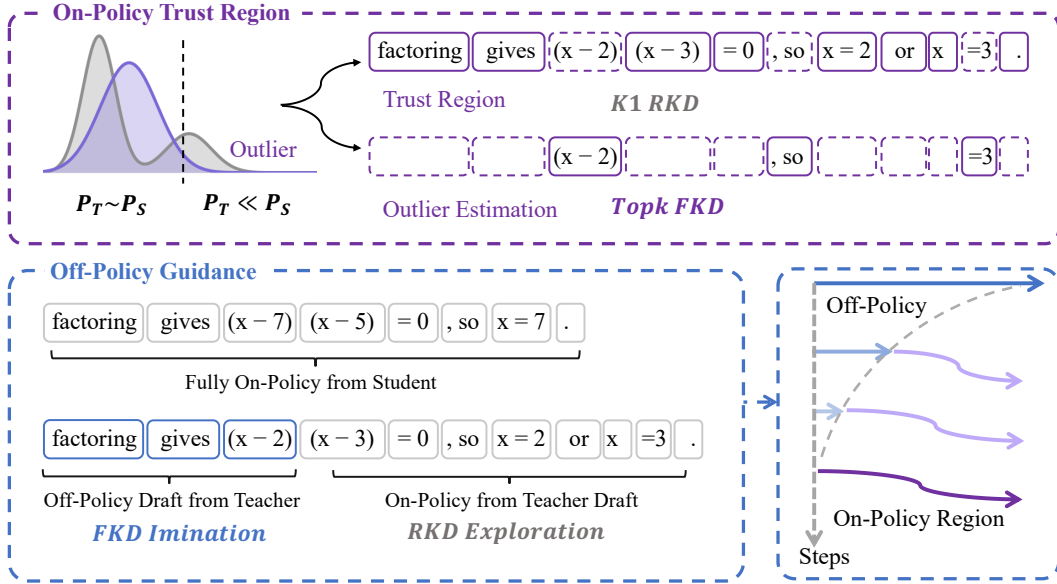 On-Policy Trust Region
factoring gives (x − 2) (x − 3) = 0 , so x = 2 or x =3 .
Trust Region K1 RKD
Outlier
(x − 2) , so =3
P_T~P_S P_T ≪ P_S
Outlier Estimation Topk FKD
Off-Policy Guidance
factoring gives (x − 7) (x − 5) = 0 , so x = 7 .
Fully On-Policy from Student
factoring gives (x − 2) (x − 3) = 0 , so x = 2 or x =3 .
Off-Policy Draft from Teacher On-Policy from Teacher Draft
FKD Imination RKD Exploration
Off-Policy
On-Policy Region
Steps